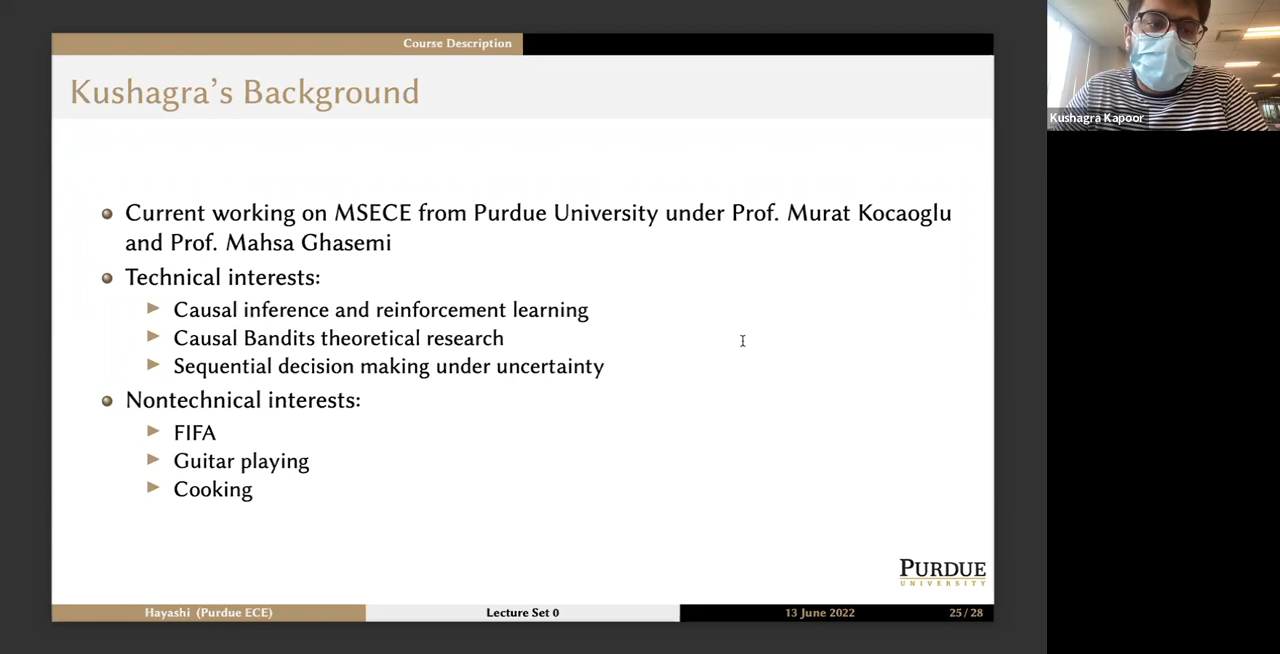 Course Description
Kushagra's Background
Current working on MSECE from Purdue University under Prof. Murat Kocaoglu
and Prof. Mahsa Ghasemi
Technical interests:
Causal inference and reinforcement learning
Causal Bandits theoretical research
Sequential decision making under uncertainty
Nontechnical interests:
FIFA
Guitar playing
Cooking
PURDUE
UNIVERSITY
Hayashi (Purdue ECE)
Lecture Set 0
13 June 2022
25 / 28
Kushagra Kapoor